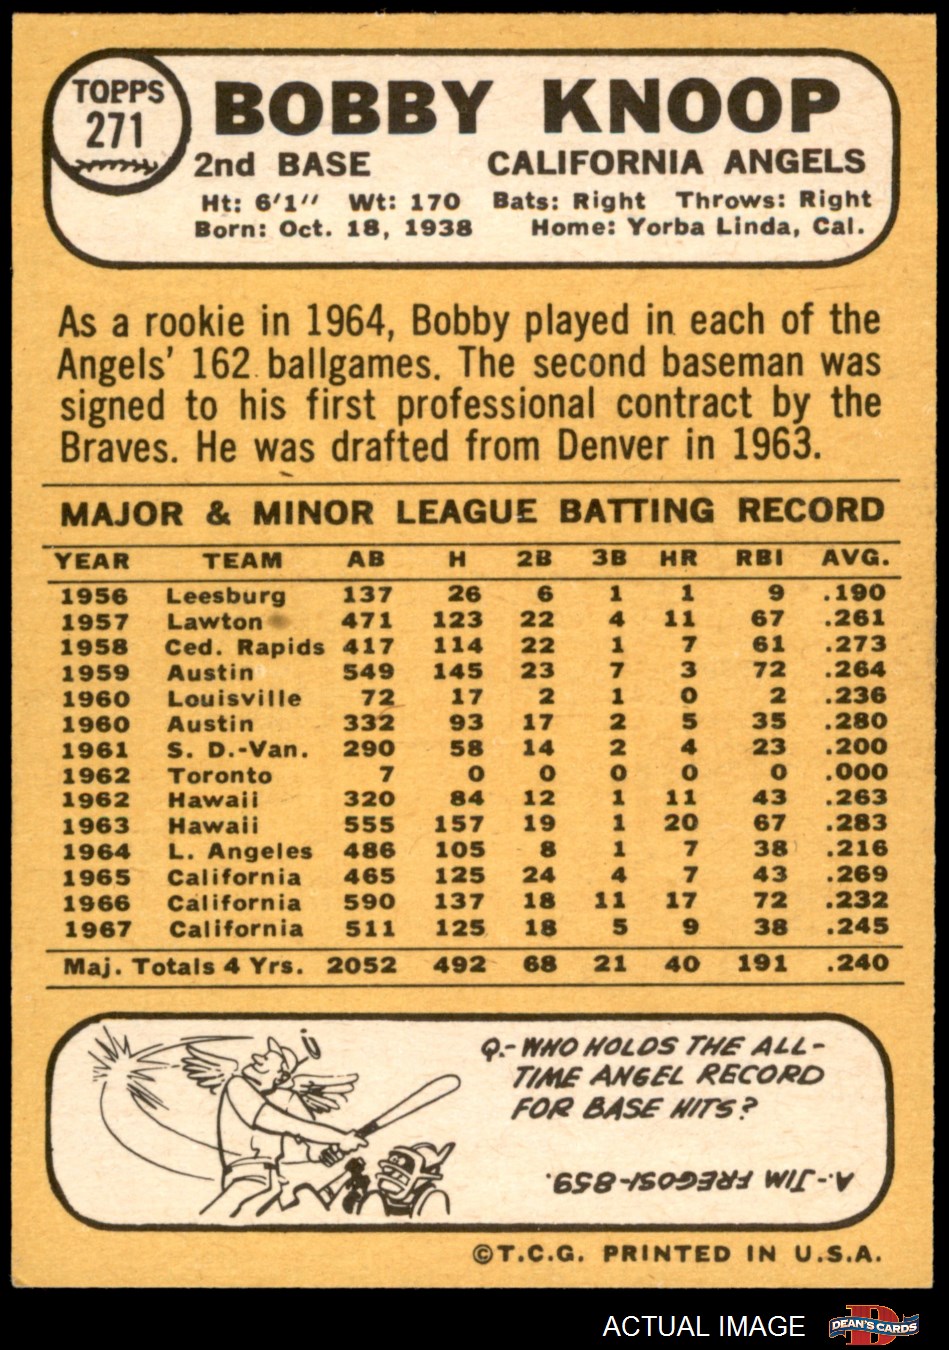 TOPPS
271
BOBBY KNOOP
2nd BASE CALIFORNIA ANGELS
Ht: 6'1" Wt: 170 Bats: Right Throws: Right
Born: Oct. 18, 1938 Home: Yorba Linda, Cal.
As a rookie in 1964, Bobby played in each of the
Angels' 162 ballgames. The second baseman was
signed to his first professional contract by the
Braves. He was drafted from Denver in 1963.
MAJOR & MINOR LEAGUE BATTING RECORD
YEAR TEAM AB H 2B 3B HR RBI AVG.
1956 Leesburg 137 26 6 1 1 9 .190
1957 Lawton 471 123 22 4 11 67 .261
1958 Ced. Rapids 417 114 22 1 7 61 .273
1959 Austin 549 145 23 7 3 72 .264
1960 Louisville 72 17 2 1 0 2 .236
1960 Austin 332 93 17 2 5 35 .280
1961 S. D.-Van. 290 58 14 2 4 23 .200
1962 Toronto 7 0 0 0 0 0 .000
1962 Hawaii 320 84 12 1 11 43 .263
1963 Hawaii 555 157 19 1 20 67 .283
1964 L. Angeles 486 105 8 1 7 38 .216
1965 California 465 125 24 4 7 43 .269
1966 California 590 137 18 11 17 72 .232
1967 California 511 125 18 5 9 38 .245
Maj. Totals 4 Yrs. 2052 492 68 21 40 191 .240
Q.- WHO HOLDS THE ALL-
TIME ANGEL RECORD
FOR BASE HITS?
A.- JIM FREGOSI-859.
©T.C.G. PRINTED IN U.S.A.
ACTUAL IMAGE
D
DEAN'S CARDS